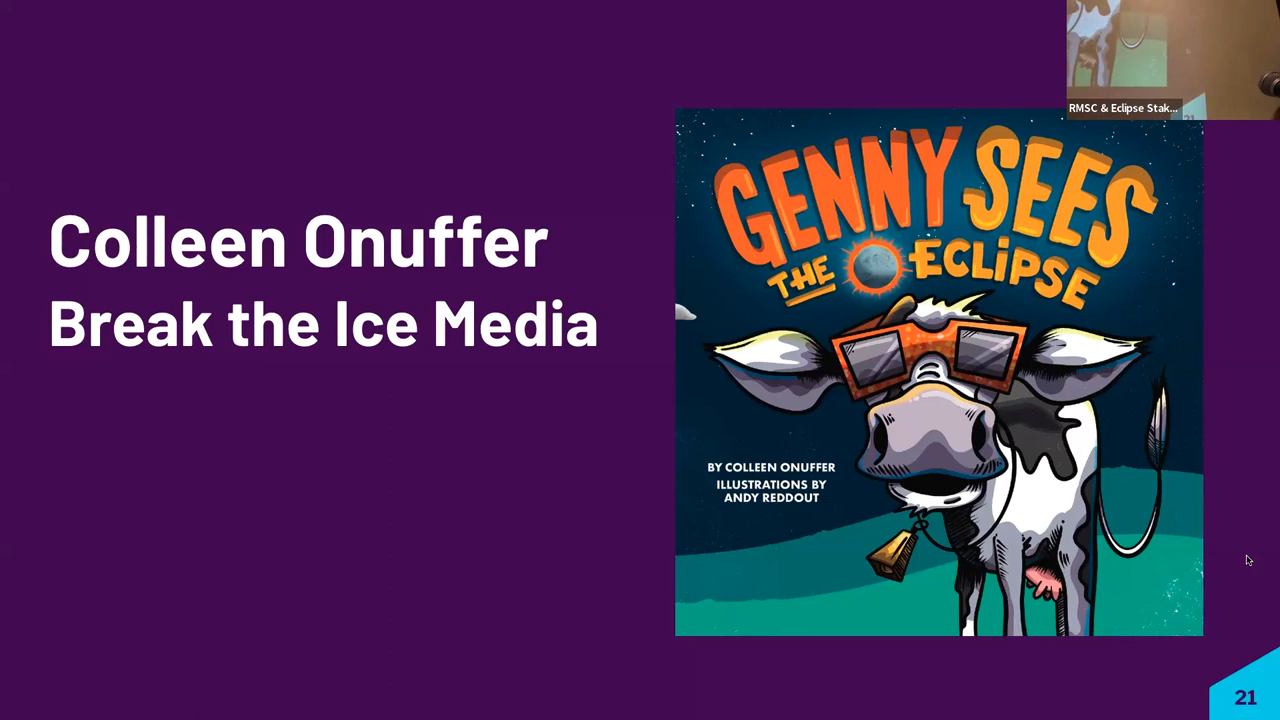 RMSC & Eclipse Stak...
21
Colleen Onuffer
Break the Ice Media
GENNY SEES
THE ECLIPSE
BY COLLEEN ONUFFER
ILLUSTRATIONS BY
ANDY REDDOUT
21